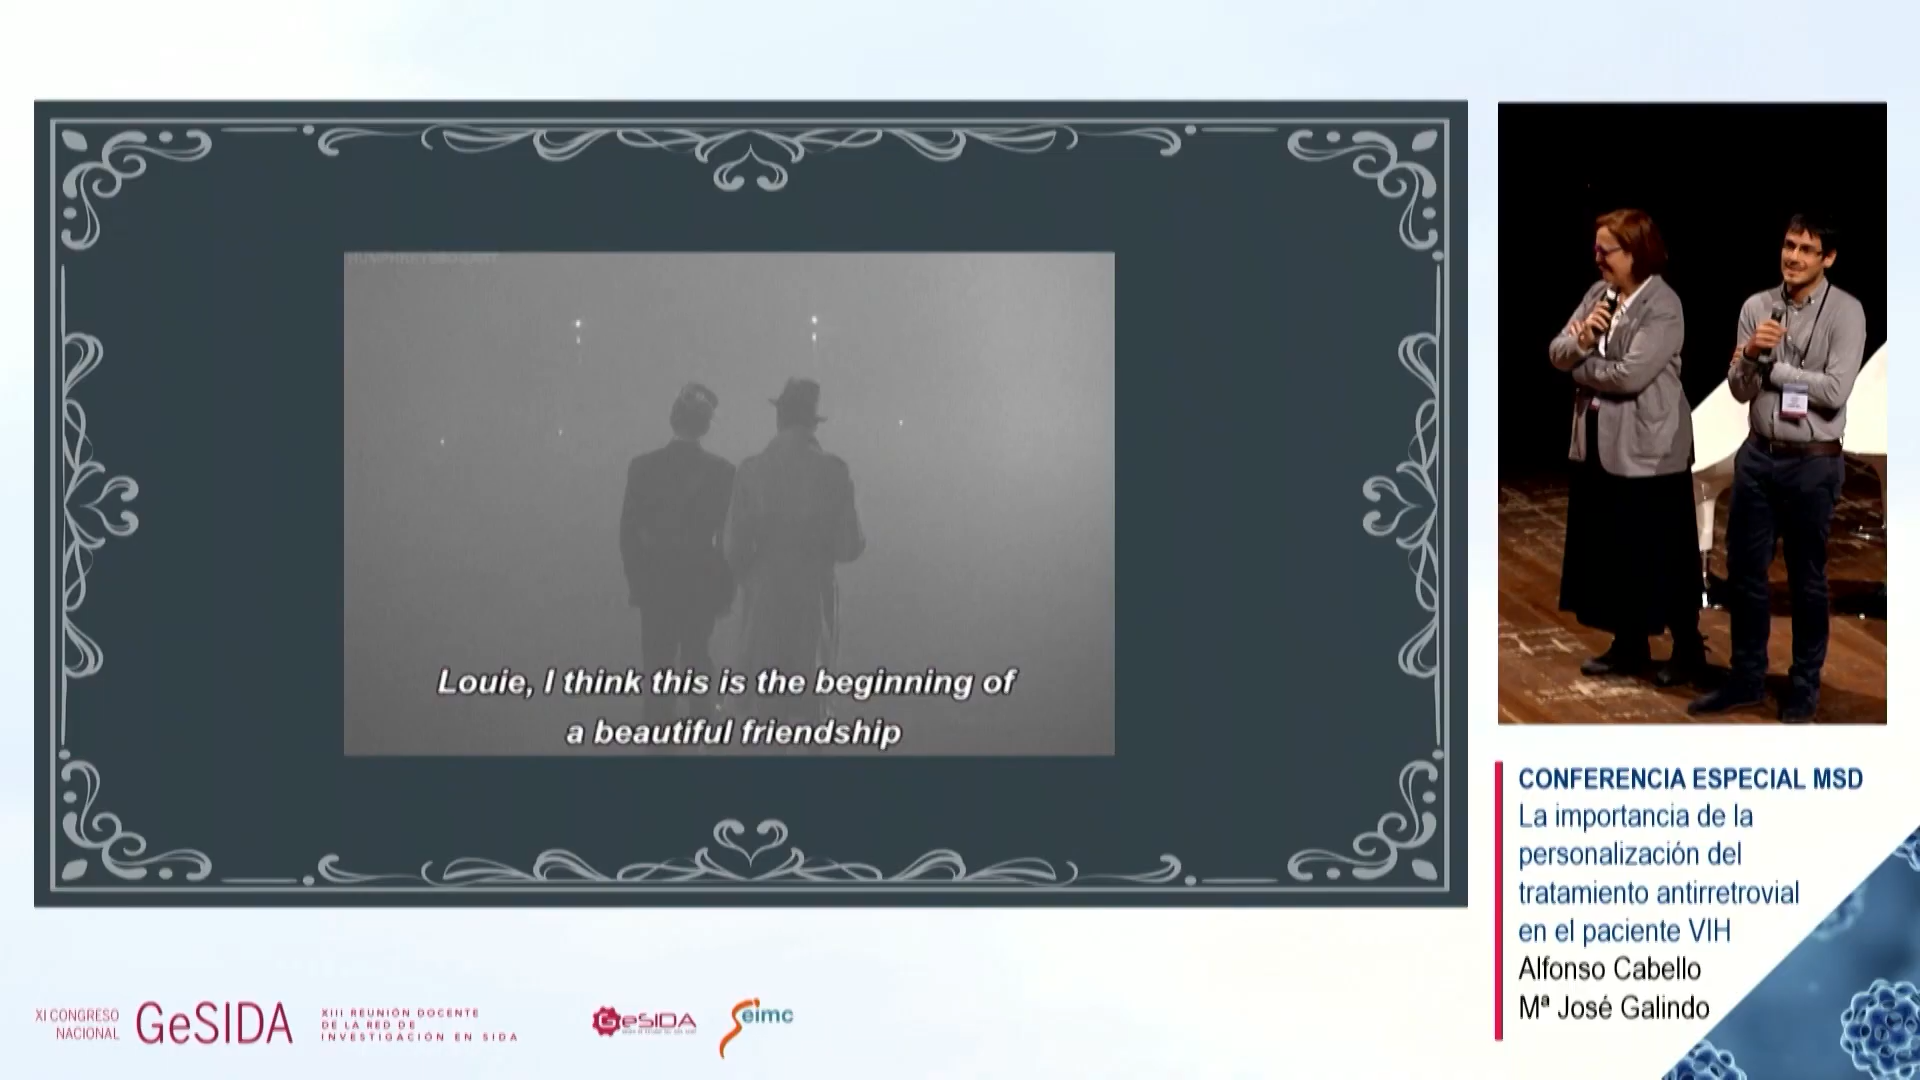 HUMPHREYBOGART
Louie, I think this is the beginning of
a beautiful friendship
CONFERENCIA ESPECIAL MSD
La importancia de la
personalización del
tratamiento antirretrovial
en el paciente VIH
Alfonso Cabello
Mª José Galindo
XI CONGRESO
NACIONAL
GeSIDA
XIII REUNIÓN DOCENTE
DE LA RED DE
INVESTIGACIÓN EN SIDA
GeSIDA
Seimc